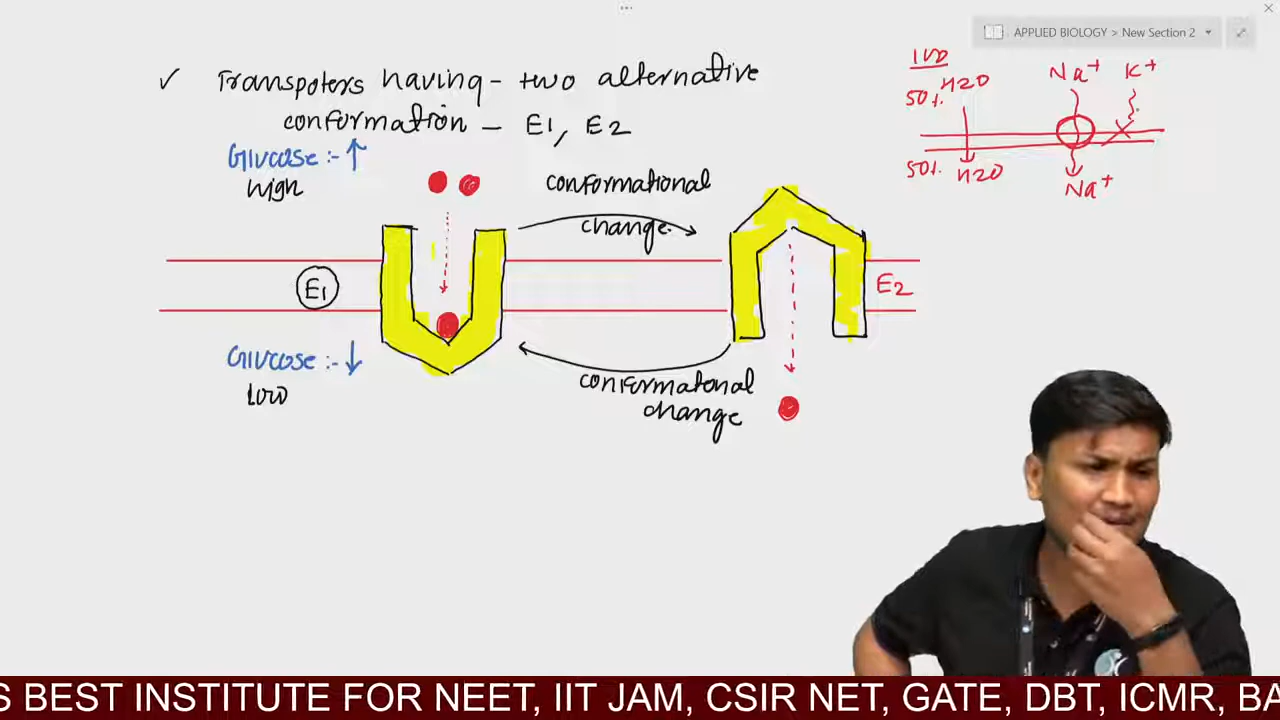 APPLIED BIOLOGY > New Section 2
✓ Transpoters having - two alternative
conformation - E1, E2
Glucose :- ↑
high
conformational
change
E1
E2
Glucose :- ↓
low
conformatonal
change
100
50%. H2O
50%. H2O
Na+ K+
Na+
S BEST INSTITUTE FOR NEET, IIT JAM, CSIR NET, GATE, DBT, ICMR, BA